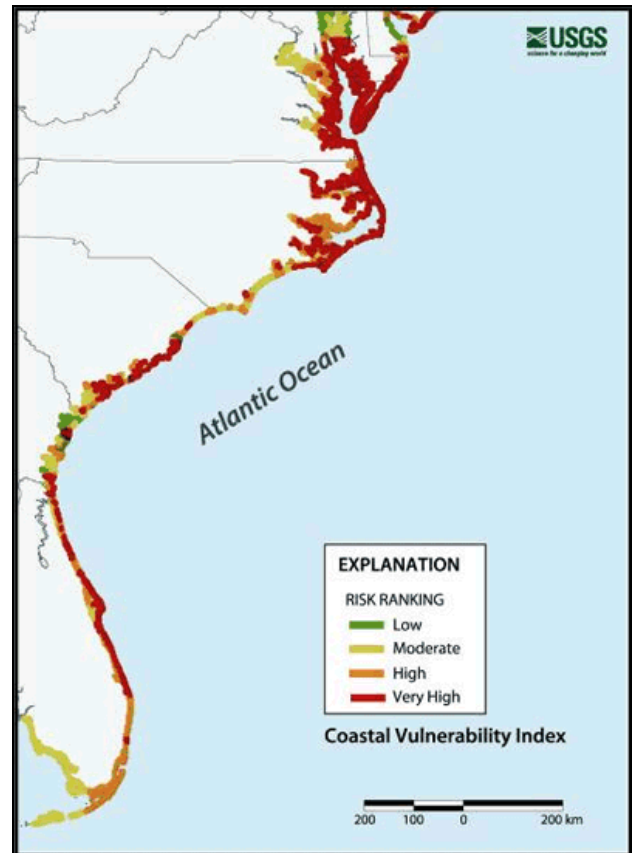 USGS
science for a changing world
Atlantic Ocean
EXPLANATION
RISK RANKING
Low
Moderate
High
Very High
Coastal Vulnerability Index
200 100 0 200 km